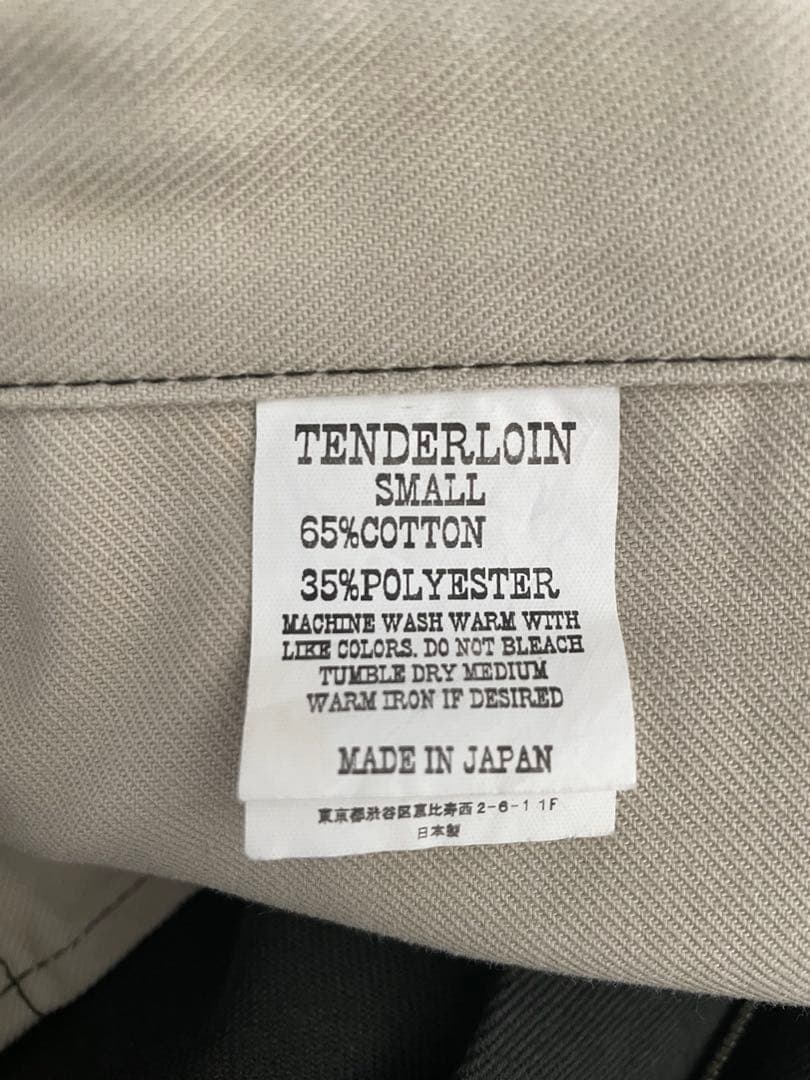 TENDERLOIN
SMALL
65%COTTON
35%POLYESTER
MACHINE WASH WARM WITH
LIKE COLORS. DO NOT BLEACH
TUMBLE DRY MEDIUM
WARM IRON IF DESIRED
MADE IN JAPAN
東京都渋谷区恵比寿西2-6-11F
日本製